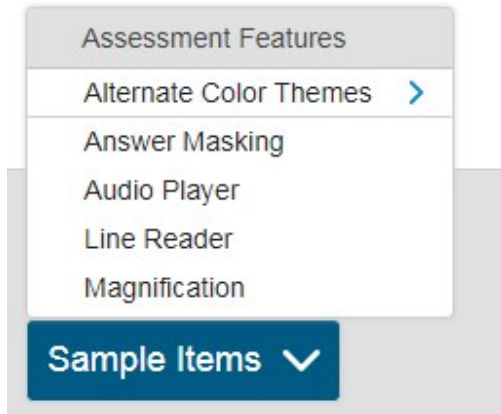 Assessment Features
Alternate Color Themes
Answer Masking
Audio Player
Line Reader
Magnification
Sample Items